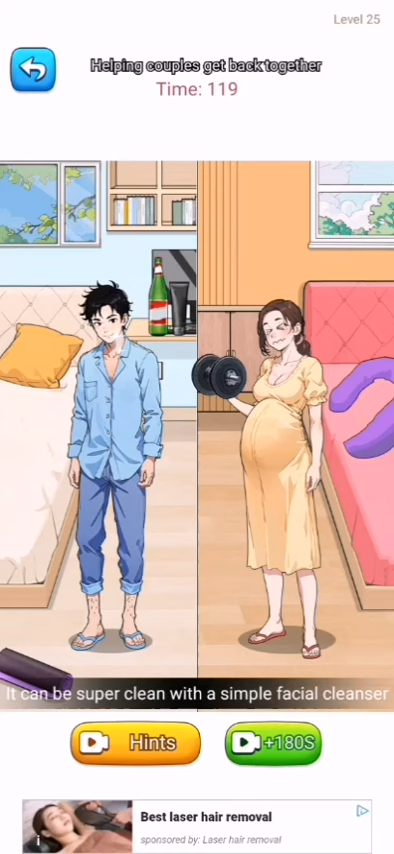 Level 25
Helping couples get back together
Time: 119
It can be super clean with a simple facial cleanser
Hints
+180S
Best laser hair removal
sponsored by: Laser hair removal